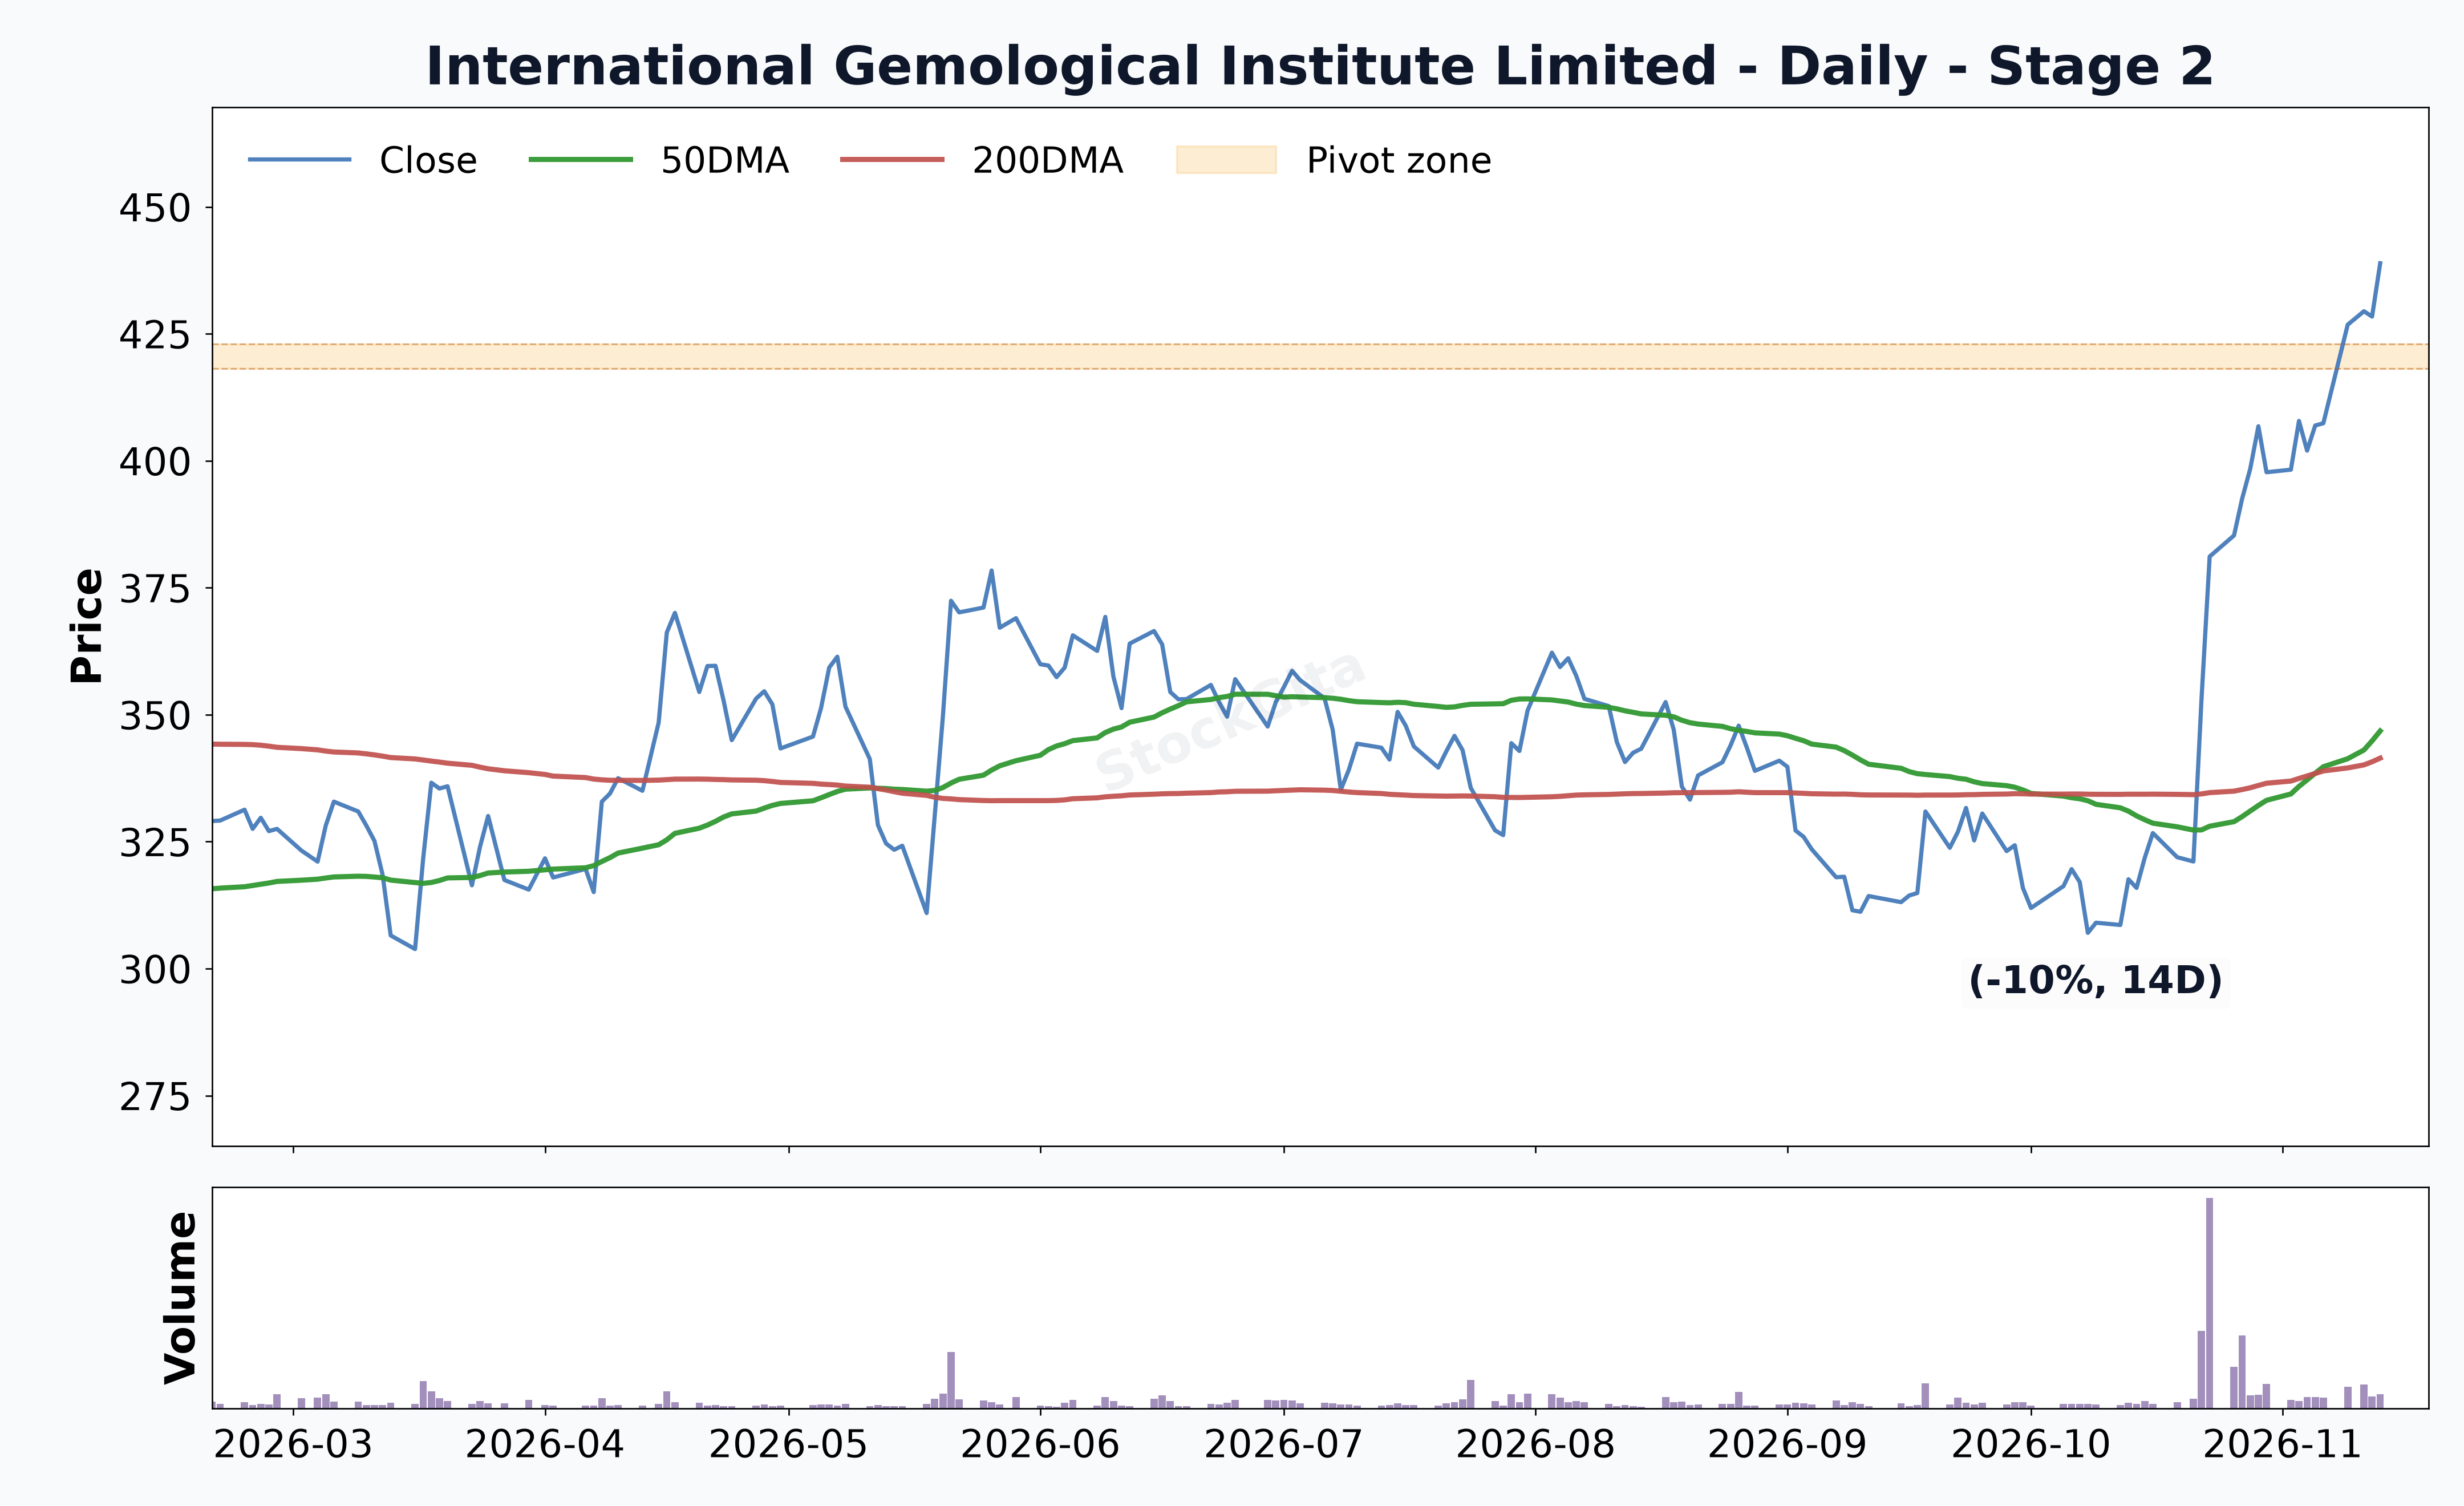 International Gemological Institute Limited - Daily - Stage 2
Close 50DMA 200DMA Pivot zone
450
425
400
375
350
325
300
275
Price
StockGita
(-10%, 14D)
Volume
2026-03 2026-04 2026-05 2026-06 2026-07 2026-08 2026-09 2026-10 2026-11